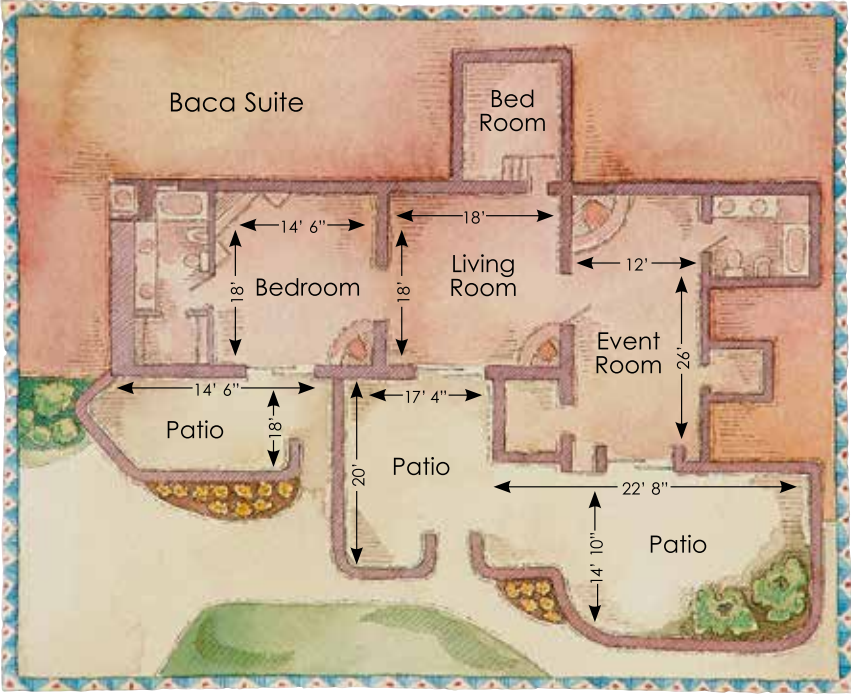 Baca Suite
Bed
Room
14' 6”
18'
18'
Bedroom
18'
Living
Room
12'
Event
Room
26'
14' 6”
Patio
18'
17' 4”
20'
Patio
22' 8”
14' 10”
Patio